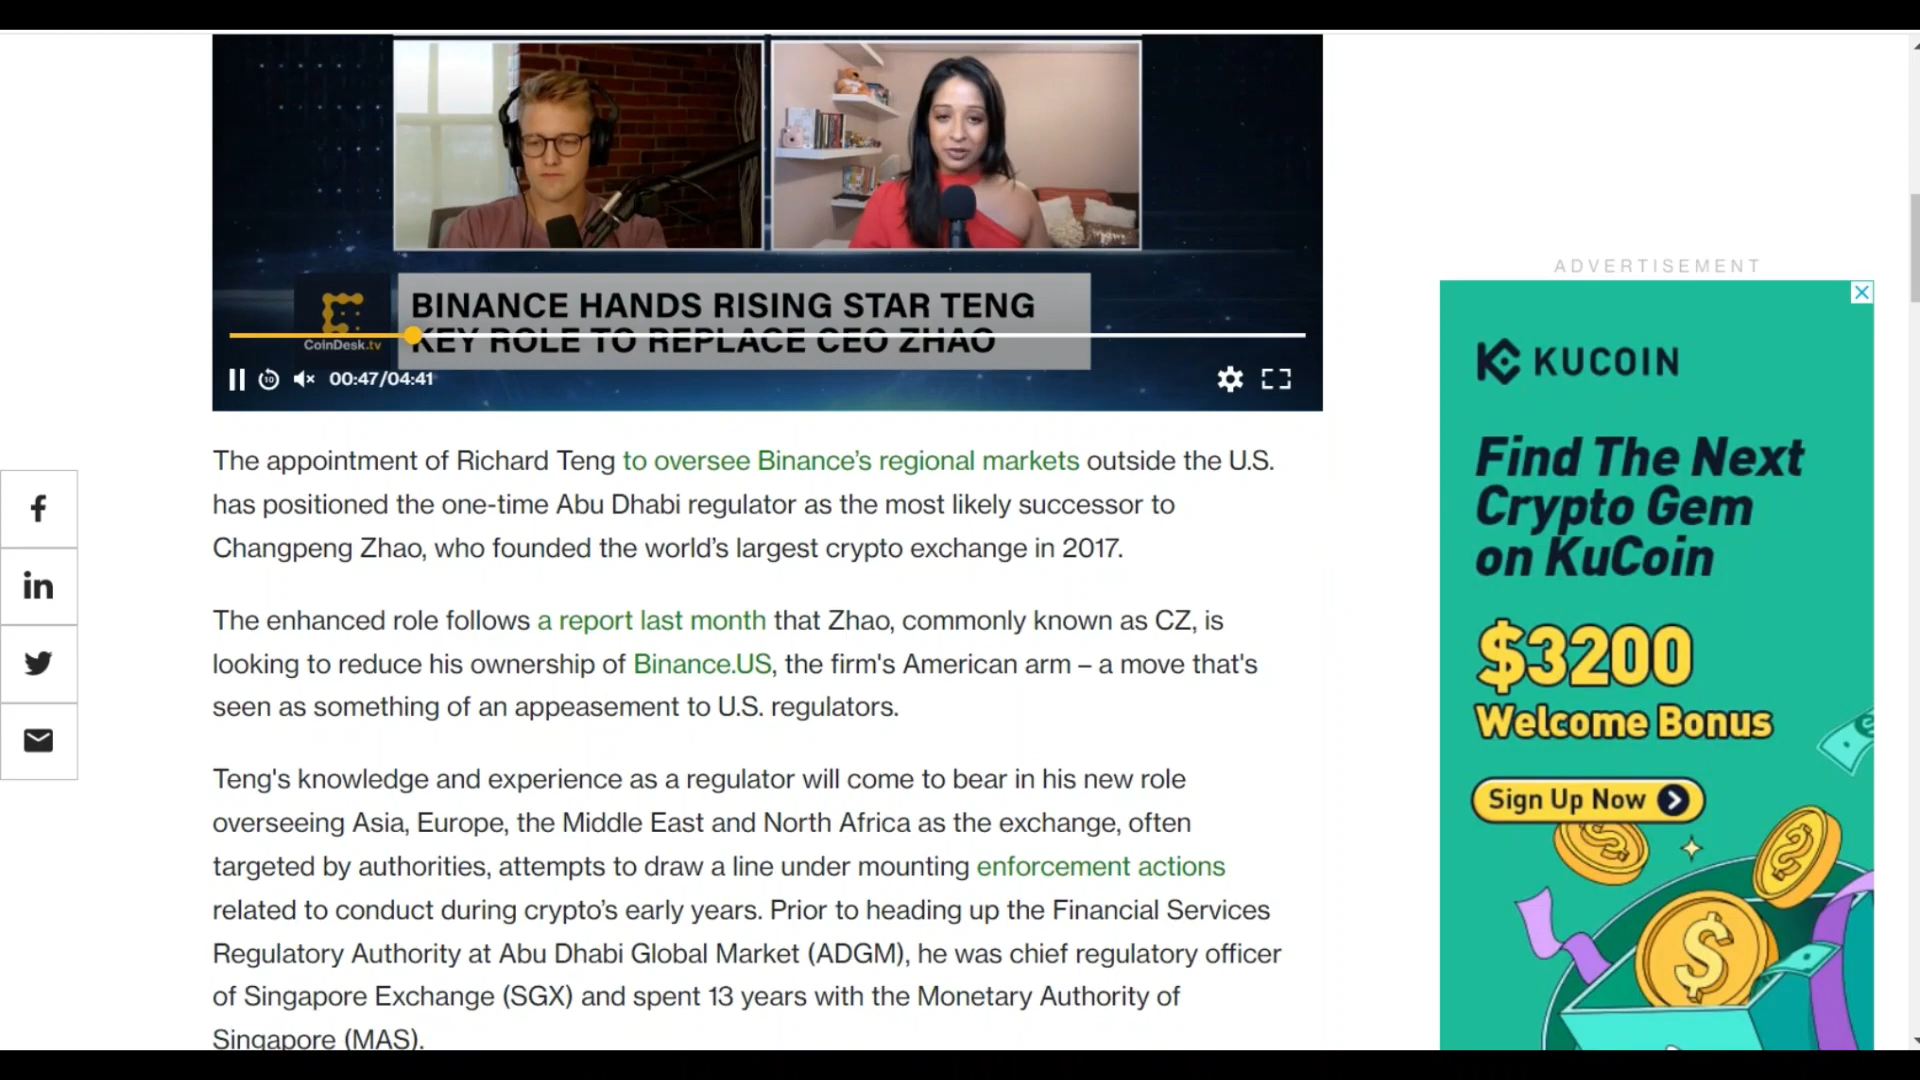 BINANCE HANDS RISING STAR TENG
KEY ROLE TO REPLACE CEO ZHAO
CoinDesk.tv
10
00:47/04:41
The appointment of Richard Teng to oversee Binance’s regional markets outside the U.S.
has positioned the one-time Abu Dhabi regulator as the most likely successor to
Changpeng Zhao, who founded the world’s largest crypto exchange in 2017.
The enhanced role follows a report last month that Zhao, commonly known as CZ, is
looking to reduce his ownership of Binance.US, the firm's American arm – a move that's
seen as something of an appeasement to U.S. regulators.
Teng's knowledge and experience as a regulator will come to bear in his new role
overseeing Asia, Europe, the Middle East and North Africa as the exchange, often
targeted by authorities, attempts to draw a line under mounting enforcement actions
related to conduct during crypto’s early years. Prior to heading up the Financial Services
Regulatory Authority at Abu Dhabi Global Market (ADGM), he was chief regulatory officer
of Singapore Exchange (SGX) and spent 13 years with the Monetary Authority of
Singapore (MAS).
ADVERTISEMENT
KUCOIN
Find The Next
Crypto Gem
on KuCoin
$3200
Welcome Bonus
Sign Up Now